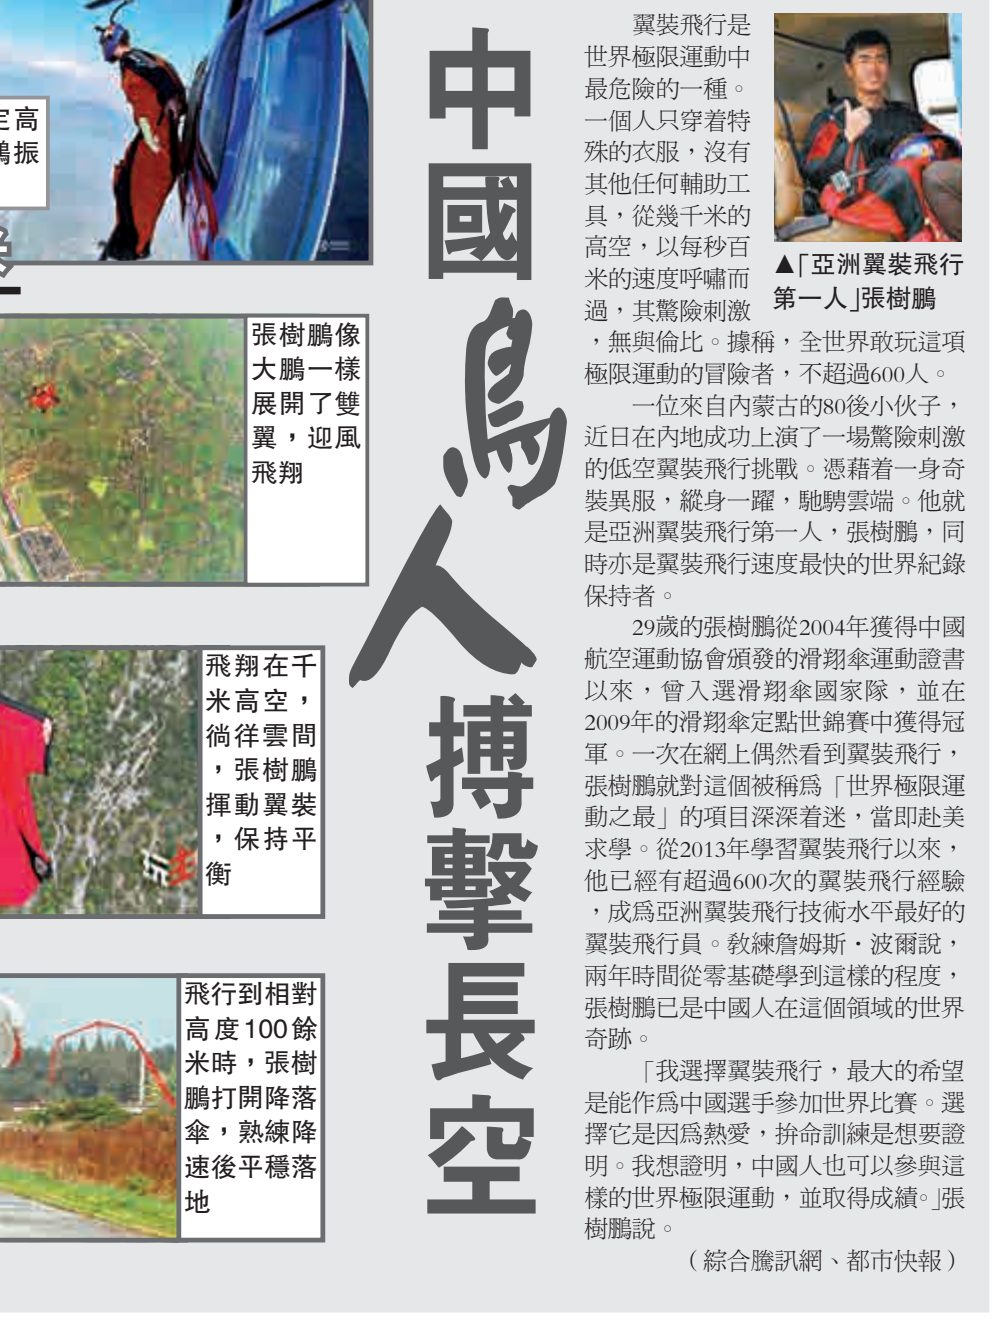 中國鳥人搏擊長空
翼裝飛行是
世界極限運動中
最危險的一種。
一個人只穿着特
殊的衣服，沒有
其他任何輔助工
具，從幾千米的
高空，以每秒百
米的速度呼嘯而
過，其驚險刺激
，無與倫比。據稱，全世界敢玩這項
極限運動的冒險者，不超過600人。
一位來自內蒙古的80後小伙子，
近日在內地成功上演了一場驚險刺激
的低空翼裝飛行挑戰。憑藉着一身奇
裝異服，縱身一躍，馳騁雲端。他就
是亞洲翼裝飛行第一人，張樹鵬，同
時亦是翼裝飛行速度最快的世界紀錄
保持者。
29歲的張樹鵬從2004年獲得中國
航空運動協會頒發的滑翔傘運動證書
以來，曾入選滑翔傘國家隊，並在
2009年的滑翔傘定點世錦賽中獲得冠
軍。一次在網上偶然看到翼裝飛行，
張樹鵬就對這個被稱爲「世界極限運
動之最」的項目深深着迷，當即赴美
求學。從2013年學習翼裝飛行以來，
他已經有超過600次的翼裝飛行經驗
，成爲亞洲翼裝飛行技術水平最好的
翼裝飛行員。教練詹姆斯·波爾說，
兩年時間從零基礎學到這樣的程度，
張樹鵬已是中國人在這個領域的世界
奇跡。
「我選擇翼裝飛行，最大的希望
是能作爲中國選手參加世界比賽。選
擇它是因爲熱愛，拚命訓練是想要證
明。我想證明，中國人也可以參與這
樣的世界極限運動，並取得成績。」張
樹鵬說。
（綜合騰訊網、都市快報）
▲「亞洲翼裝飛行
第一人」張樹鵬
定高
鵬振
張樹鵬像
大鵬一樣
展開了雙
翼，迎風
飛翔
飛翔在千
米高空，
徜徉雲間
，張樹鵬
揮動翼裝
，保持平
衡
玩主
飛行到相對
高度100餘
米時，張樹
鵬打開降落
傘，熟練降
速後平穩落
地